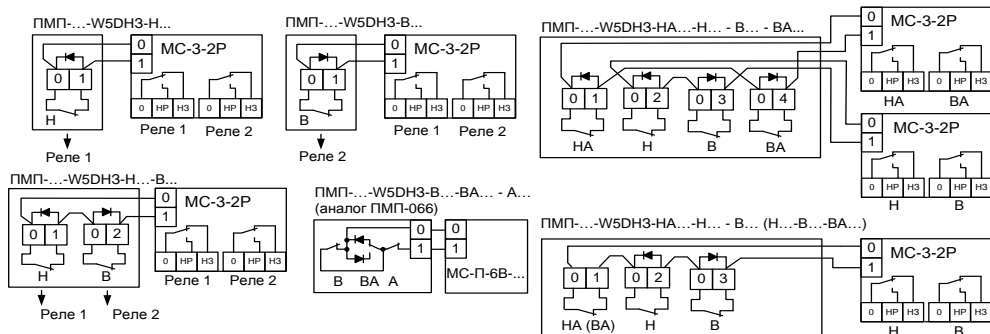 ПМП-...-W5DH3-Н...
0 МС-3-2Р
1
0 1
Н
0 НР НЗ 0 НР НЗ
Реле 1 Реле 2
Реле 1
ПМП-...-W5DH3-В...
0 МС-3-2Р
1
0 1
В
0 НР НЗ 0 НР НЗ
Реле 1 Реле 2
Реле 2
ПМП-...-W5DH3-НА...-Н... - В... - ВА...
0 1 0 2 0 3 0 4
НА Н В ВА
0 МС-3-2Р
1
0 НР НЗ 0 НР НЗ
НА ВА
0 МС-3-2Р
1
0 НР НЗ 0 НР НЗ
Н В
ПМП-...-W5DH3-Н...-В...
0 МС-3-2Р
1
0 1 0 2
Н В
0 НР НЗ 0 НР НЗ
Реле 1 Реле 2
Реле 1 Реле 2
ПМП-...-W5DH3-В...-ВА... - А...
(аналог ПМП-066)
0 0
1 1
В ВА А
МС-П-6В-...
ПМП-...-W5DH3-НА...-Н... - В... (Н...-В...-ВА...)
0 МС-3-2Р
1
0 1 0 2 0 3
НА (ВА) Н В
0 НР НЗ 0 НР НЗ
Н В